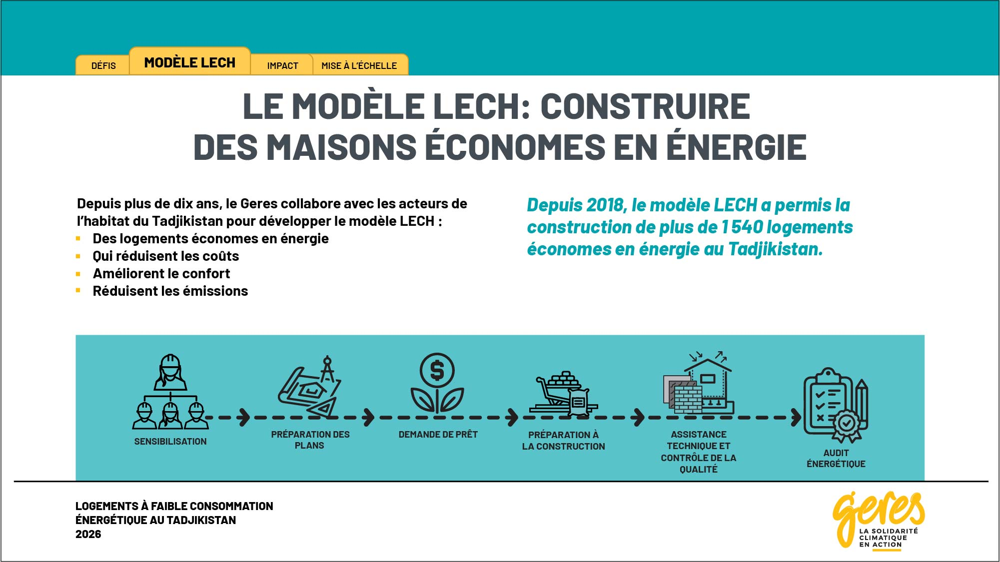 DÉFIS
MODÈLE LECH
IMPACT
MISE À L'ÉCHELLE
LE MODÈLE LECH: CONSTRUIRE
DES MAISONS ÉCONOMES EN ÉNERGIE
Depuis plus de dix ans, le Geres collabore avec les acteurs de
l'habitat du Tadjikistan pour développer le modèle LECH :
Des logements économes en énergie
Qui réduisent les coûts
Améliorent le confort
Réduisent les émissions
Depuis 2018, le modèle LECH a permis la
construction de plus de 1 540 logements
économes en énergie au Tadjikistan.
$
SENSIBILISATION
PRÉPARATION DES
PLANS
DEMANDE DE PRÊT
PRÉPARATION À
LA CONSTRUCTION
ASSISTANCE
TECHNIQUE ET
CONTRÔLE DE LA
QUALITÉ
AUDIT
ÉNERGÉTIQUE
LOGEMENTS À FAIBLE CONSOMMATION
ÉNERGÉTIQUE AU TADJIKISTAN
2026
geres
LA SOLIDARITÉ
CLIMATIQUE
EN ACTION